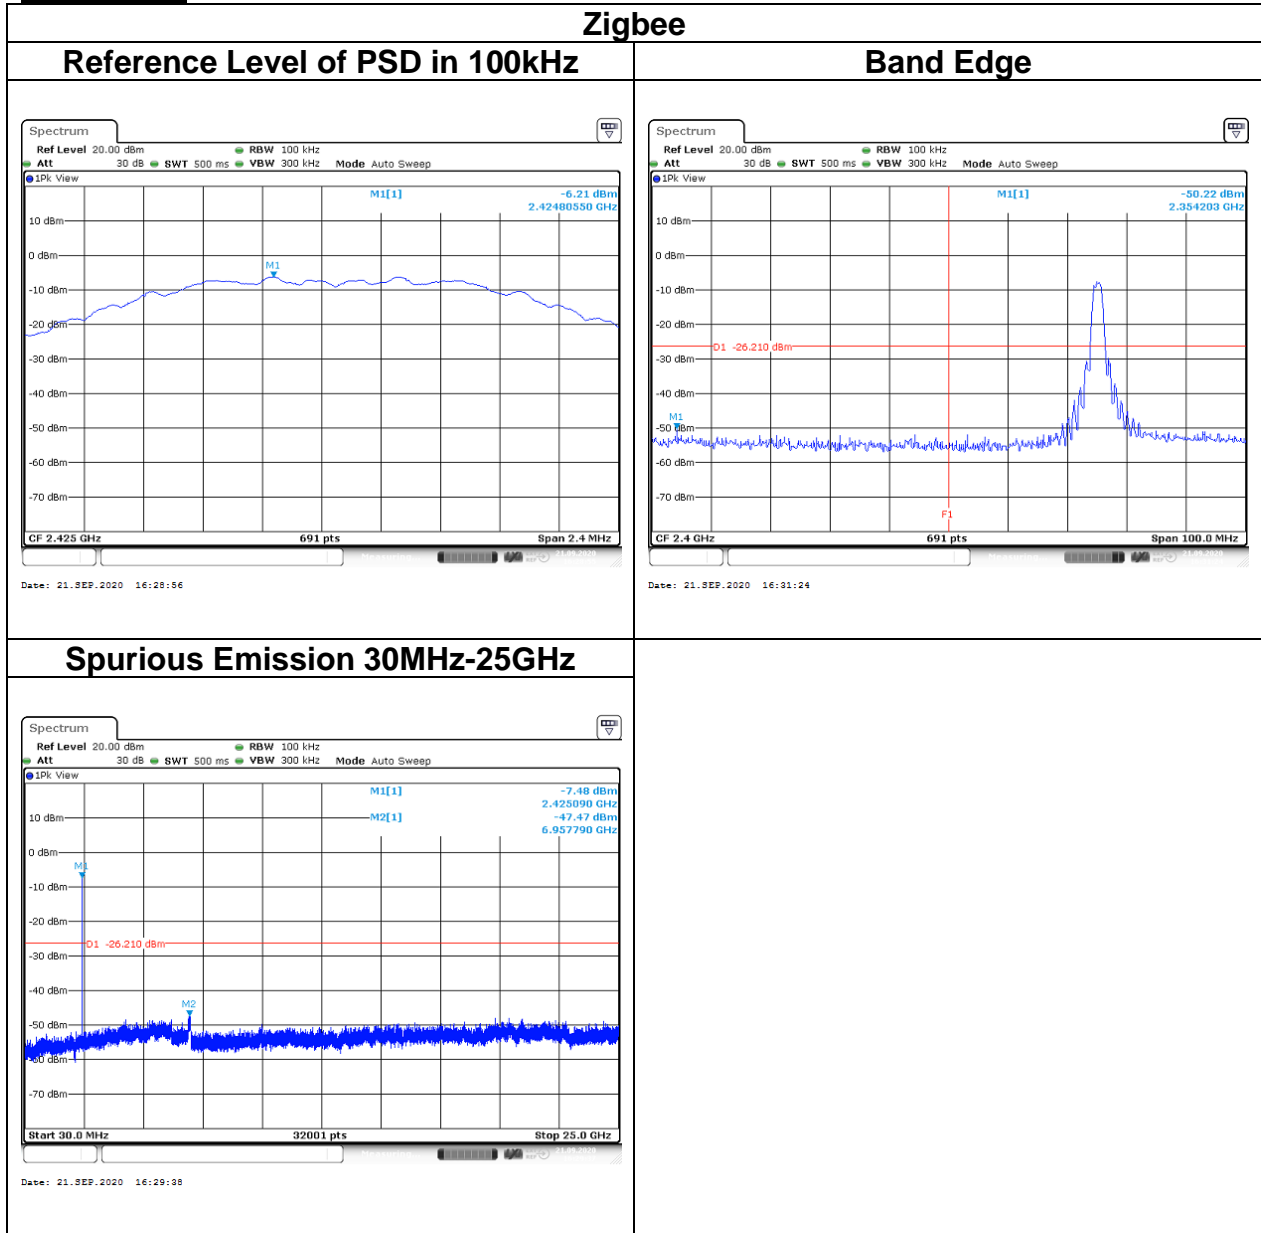 Zigbee
Reference Level of PSD in 100kHz
Band Edge
Spectrum
Ref Level 20.00 dBm RBW 100 kHz
Att 30 dB SWT 500 ms VBW 300 kHz Mode Auto Sweep
1Pk View
M1[1] -6.21 dBm
2.42480550 GHz
10 dBm
0 dBm
M1
-10 dBm
-20 dBm
-30 dBm
-40 dBm
-50 dBm
-60 dBm
-70 dBm
CF 2.425 GHz 691 pts Span 2.4 MHz
Date: 21.SEP.2020 16:28:56
Spectrum
Ref Level 20.00 dBm RBW 100 kHz
Att 30 dB SWT 500 ms VBW 300 kHz Mode Auto Sweep
1Pk View
M1[1] -50.22 dBm
2.354203 GHz
10 dBm
0 dBm
-10 dBm
-20 dBm
D1 -26.210 dBm
-30 dBm
-40 dBm
M1
-50 dBm
-60 dBm
-70 dBm
F1
CF 2.4 GHz 691 pts Span 100.0 MHz
Date: 21.SEP.2020 16:31:24
Spurious Emission 30MHz-25GHz
Spectrum
Ref Level 20.00 dBm RBW 100 kHz
Att 30 dB SWT 500 ms VBW 300 kHz Mode Auto Sweep
1Pk View
M1[1] -7.48 dBm
2.425090 GHz
10 dBm M2[1] -47.47 dBm
6.957790 GHz
0 dBm
M1
-10 dBm
-20 dBm
D1 -26.210 dBm
-30 dBm
-40 dBm
M2
-50 dBm
-60 dBm
-70 dBm
Start 30.0 MHz 32001 pts Stop 25.0 GHz
Date: 21.SEP.2020 16:29:38